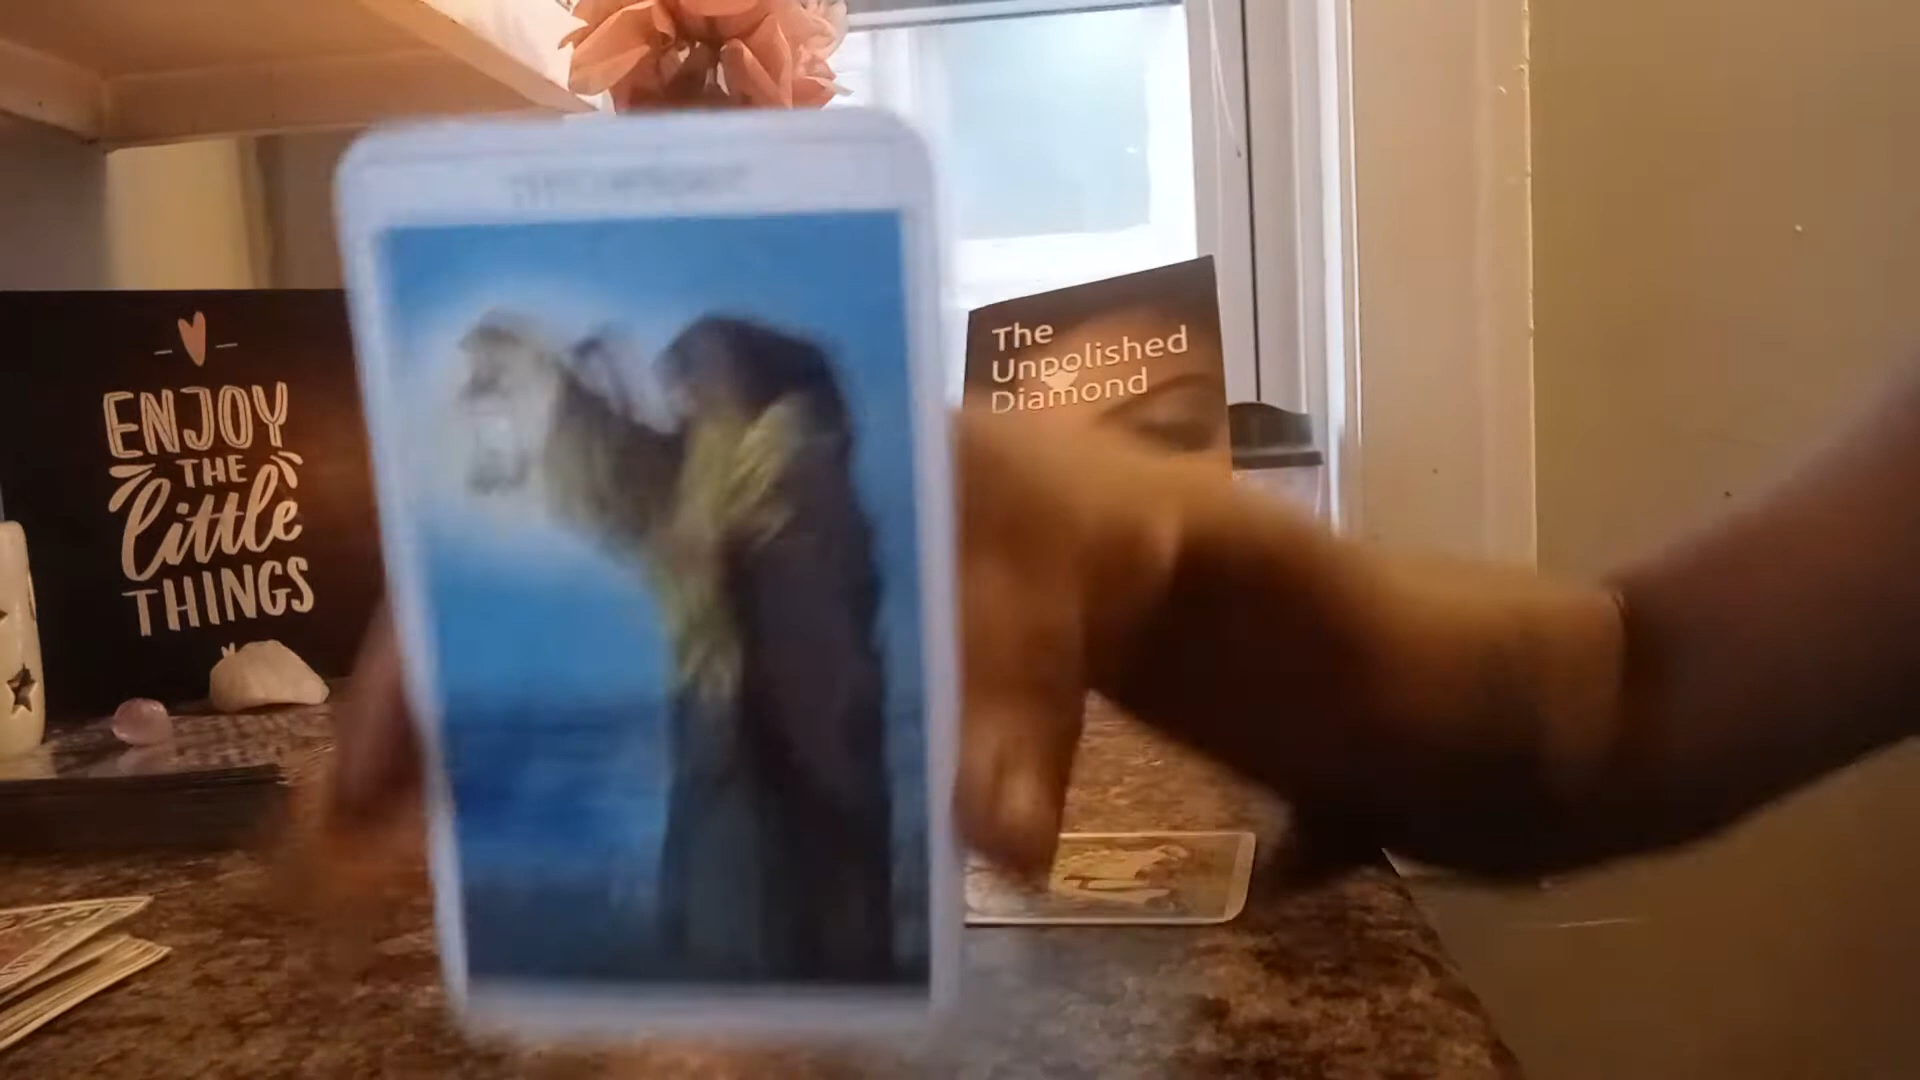 ENJOY
THE
little
THINGS
The
Unpolished
Diamond